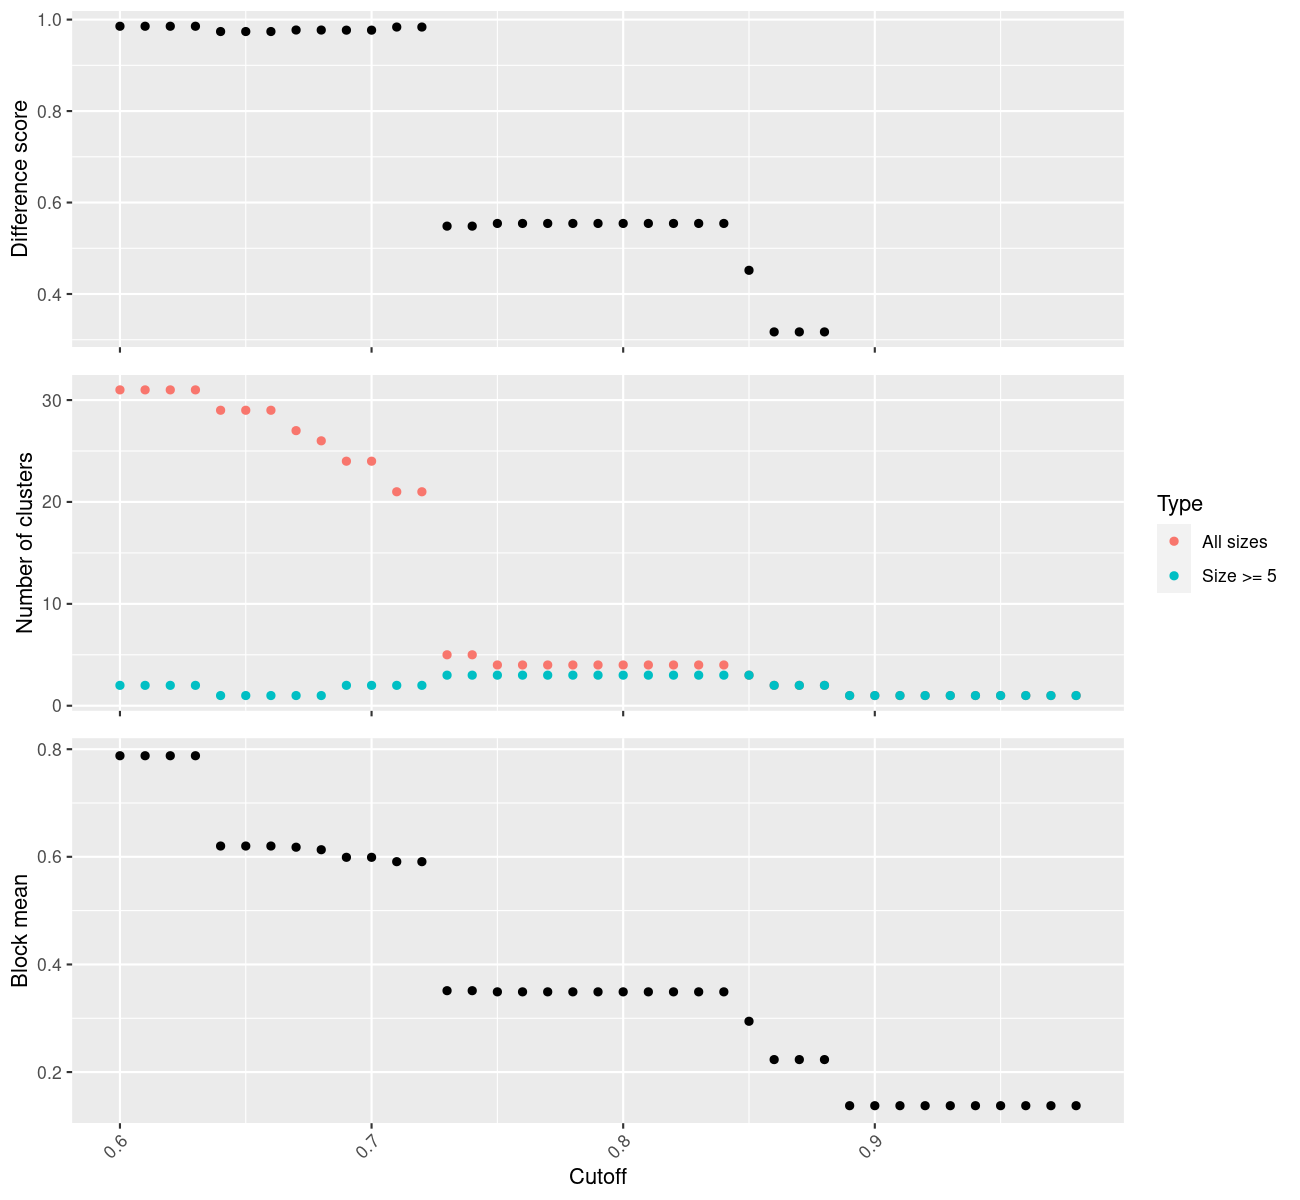 1.0
0.8
0.6
0.4
Difference score
30
20
10
0
Number of clusters
Type
All sizes
Size >= 5
0.8
0.6
0.4
0.2
Block mean
0.6
0.7
0.8
0.9
Cutoff